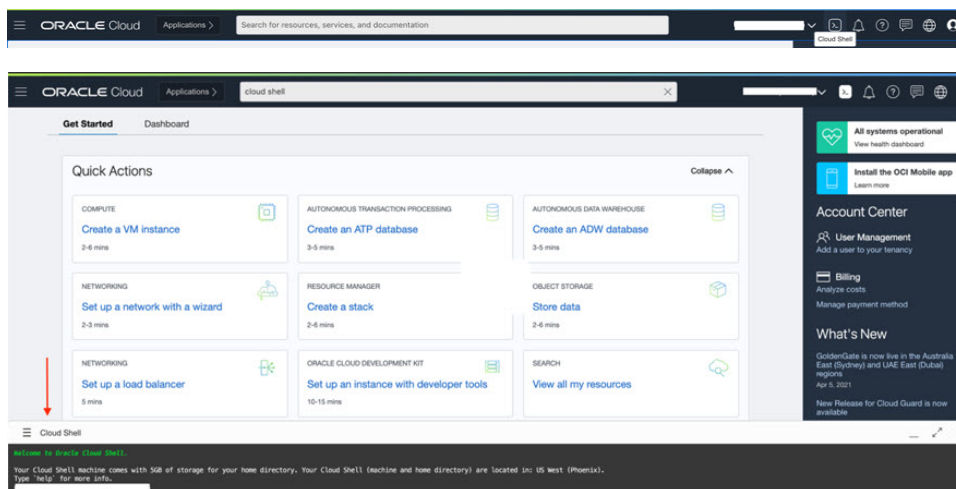 ORACLE Cloud Applications > Search for resources, services, and documentation
Cloud Shell
ORACLE Cloud Applications > cloud shell
Get Started Dashboard
All systems operational
View health dashboard
Quick Actions Collapse
Install the OCI Mobile app
Learn more
COMPUTE AUTONOMOUS TRANSACTION PROCESSING AUTONOMOUS DATA WAREHOUSE
Create a VM instance Create an ATP database Create an ADW database
2-6 mins 3-5 mins 3-5 mins
Account Center
User Management
Add a user to your tenancy
NETWORKING RESOURCE MANAGER OBJECT STORAGE
Set up a network with a wizard Create a stack Store data
2-3 mins 2-6 mins 2-6 mins
Billing
Analyze costs
Manage payment method
What's New
NETWORKING ORACLE CLOUD DEVELOPMENT KIT SEARCH
Set up a load balancer Set up an instance with developer tools View all my resources
5 mins 10-15 mins
GoldenGate is now live in the Australia
East (Sydney) and UAE East (Dubai)
regions
Apr 5, 2021
New Release for Cloud Guard is now
available
Cloud Shell
Welcome to Oracle Cloud Shell.
Your Cloud Shell machine comes with 5GB of storage for your home directory. Your Cloud Shell (machine and home directory) are located in: US West (Phoenix).
Type `help` for more info.